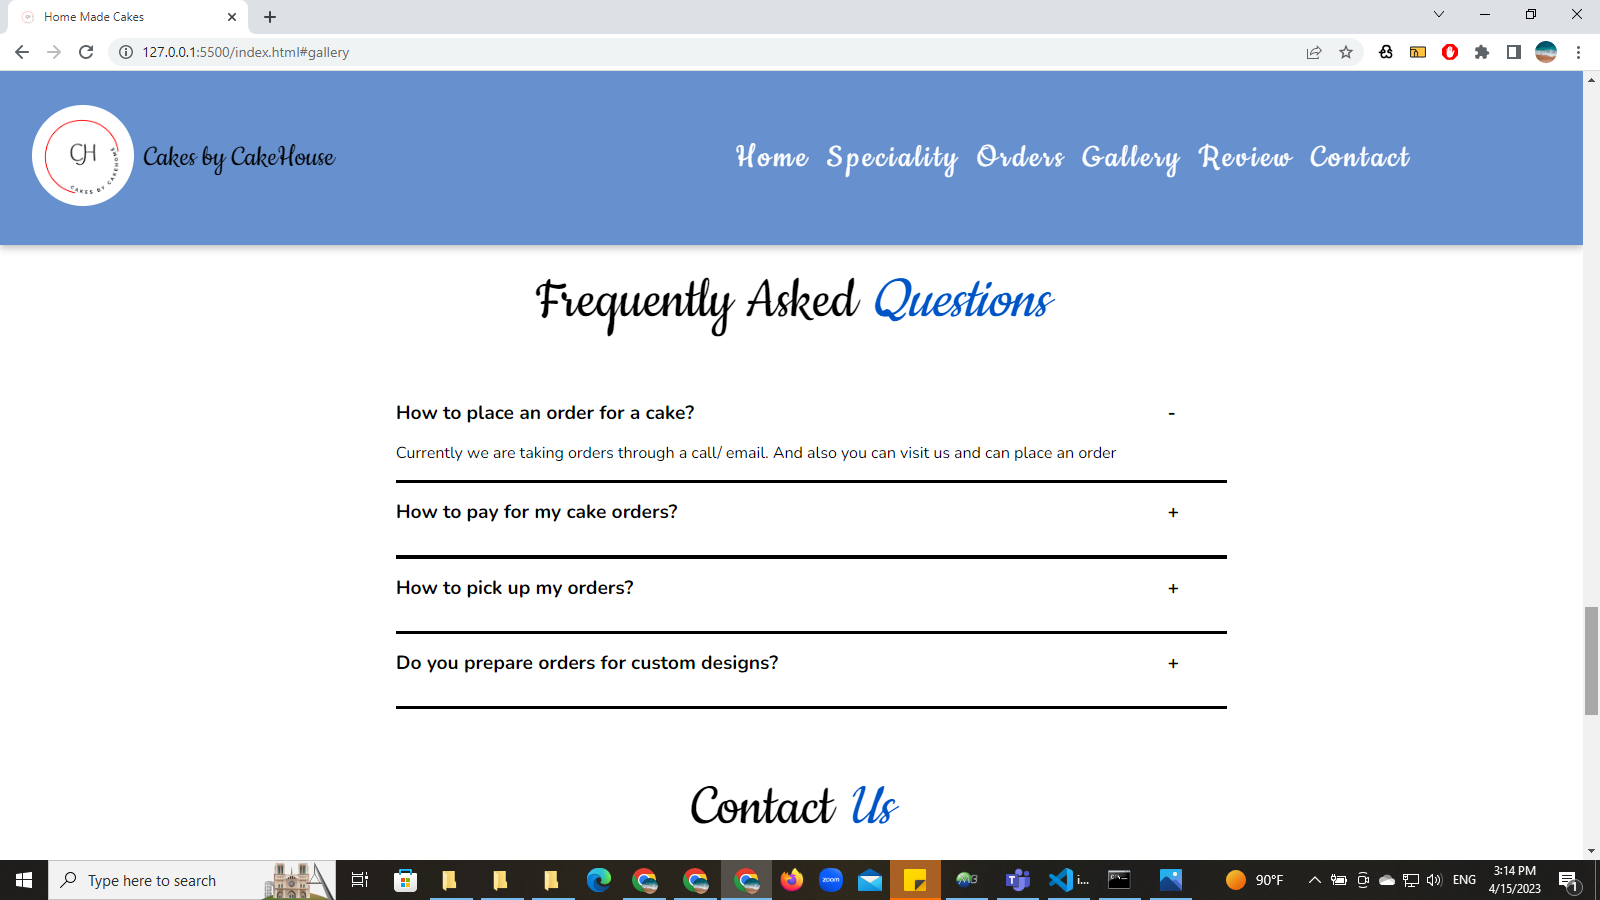 Home Made Cakes
127.0.0.1:5500/index.html#gallery
CH
CAKES BY CAKEHOME
Cakes by CakeHouse
Home Speciality Orders Gallery Review Contact
Frequently Asked Questions
How to place an order for a cake? -
Currently we are taking orders through a call/ email. And also you can visit us and can place an order
How to pay for my cake orders? +
How to pick up my orders? +
Do you prepare orders for custom designs? +
Contact Us
Type here to search
zoom
i...
90°F
ENG
3:14 PM
4/15/2023
1